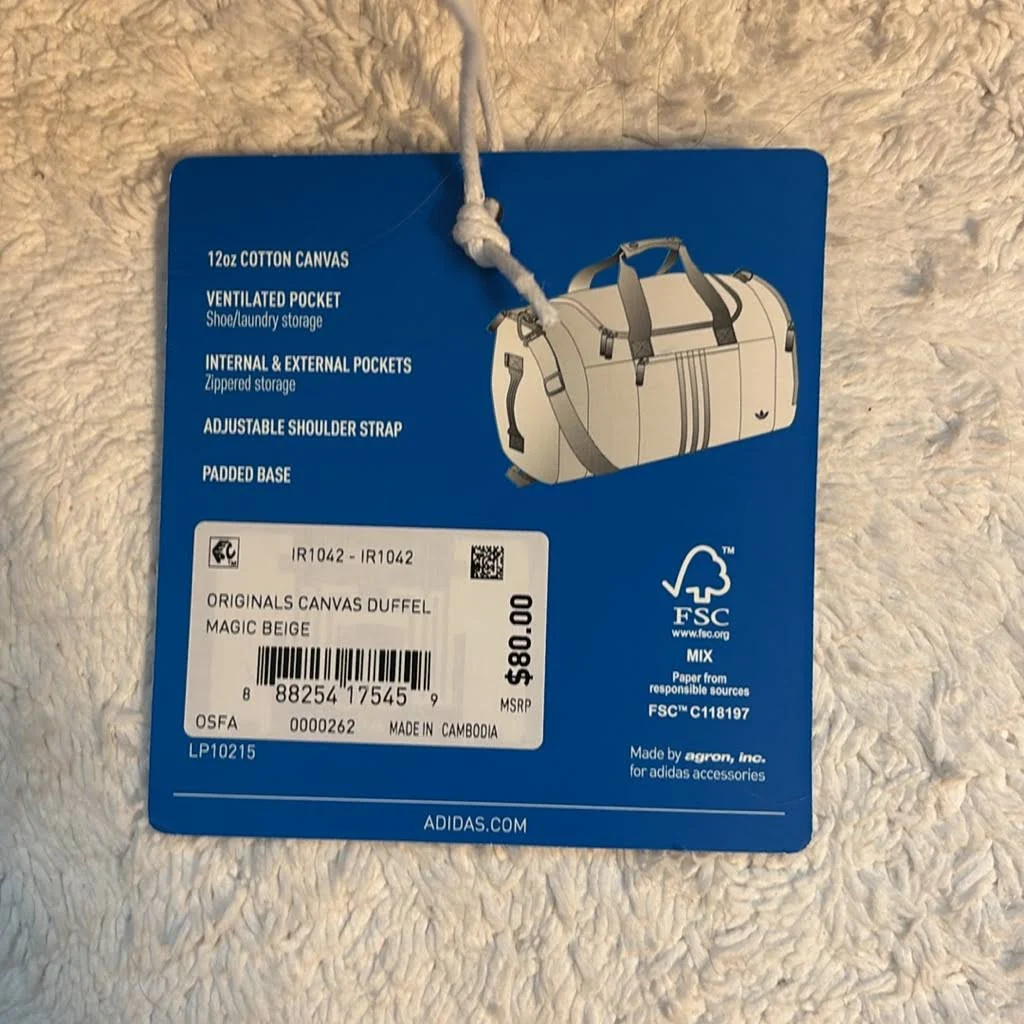 12oz COTTON CANVAS
VENTILATED POCKET
Shoe/laundry storage
INTERNAL & EXTERNAL POCKETS
Zippered storage
ADJUSTABLE SHOULDER STRAP
PADDED BASE
IR1042 - IR1042
ORIGINALS CANVAS DUFFEL
MAGIC BEIGE
8 88254 17545 9
$80.00
MSRP
OSFA 0000262 MADE IN CAMBODIA
LP10215
FSC™
www.fsc.org
MIX
Paper from
responsible sources
FSC™ C118197
Made by agron, inc.
for adidas accessories
ADIDAS.COM